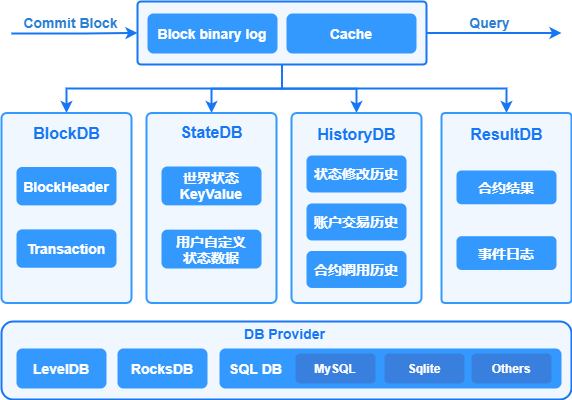 Commit Block
Block binary log
Cache
Query
BlockDB
BlockHeader
Transaction
StateDB
世界状态
KeyValue
用户自定义
状态数据
HistoryDB
状态修改历史
账户交易历史
合约调用历史
ResultDB
合约结果
事件日志
DB Provider
LevelDB
RocksDB
SQL DB
MySQL
Sqlite
Others